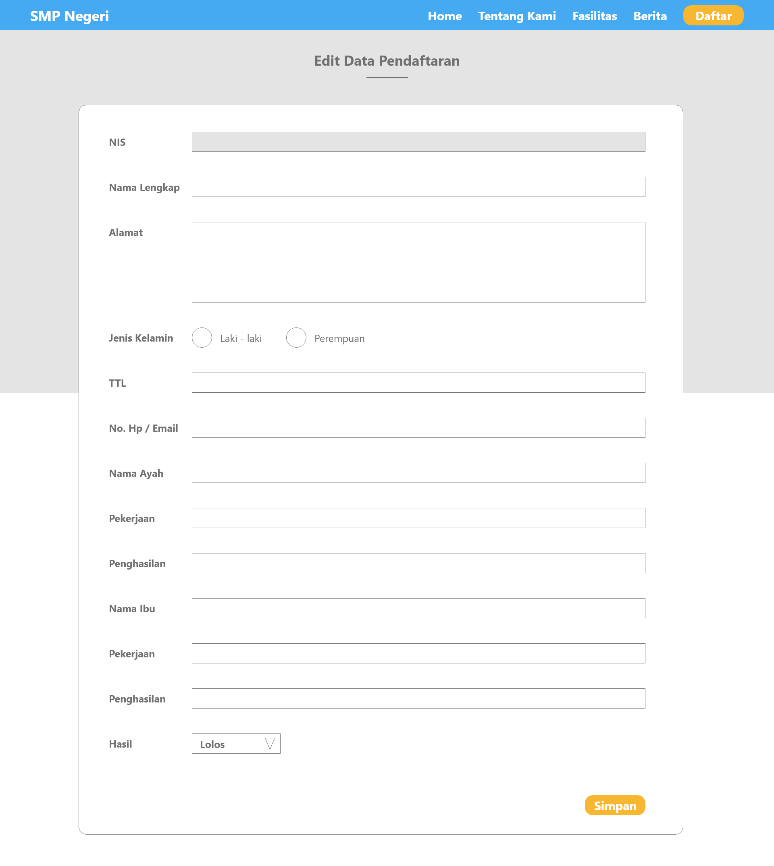 SMP Negeri
Home Tentang Kami Fasilitas Berita Daftar
Edit Data Pendaftaran
NIS
Nama Lengkap
Alamat
Jenis Kelamin Laki - laki Perempuan
TTL
No. Hp / Email
Nama Ayah
Pekerjaan
Penghasilan
Nama Ibu
Pekerjaan
Penghasilan
Hasil Lolos
Simpan